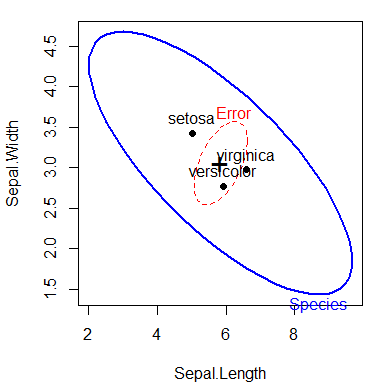 4.5
4.0
3.5
3.0
2.5
2.0
1.5
Sepal.Width
setosa
Error
virginica
versicolor
Species
2
4
6
8
Sepal.Length